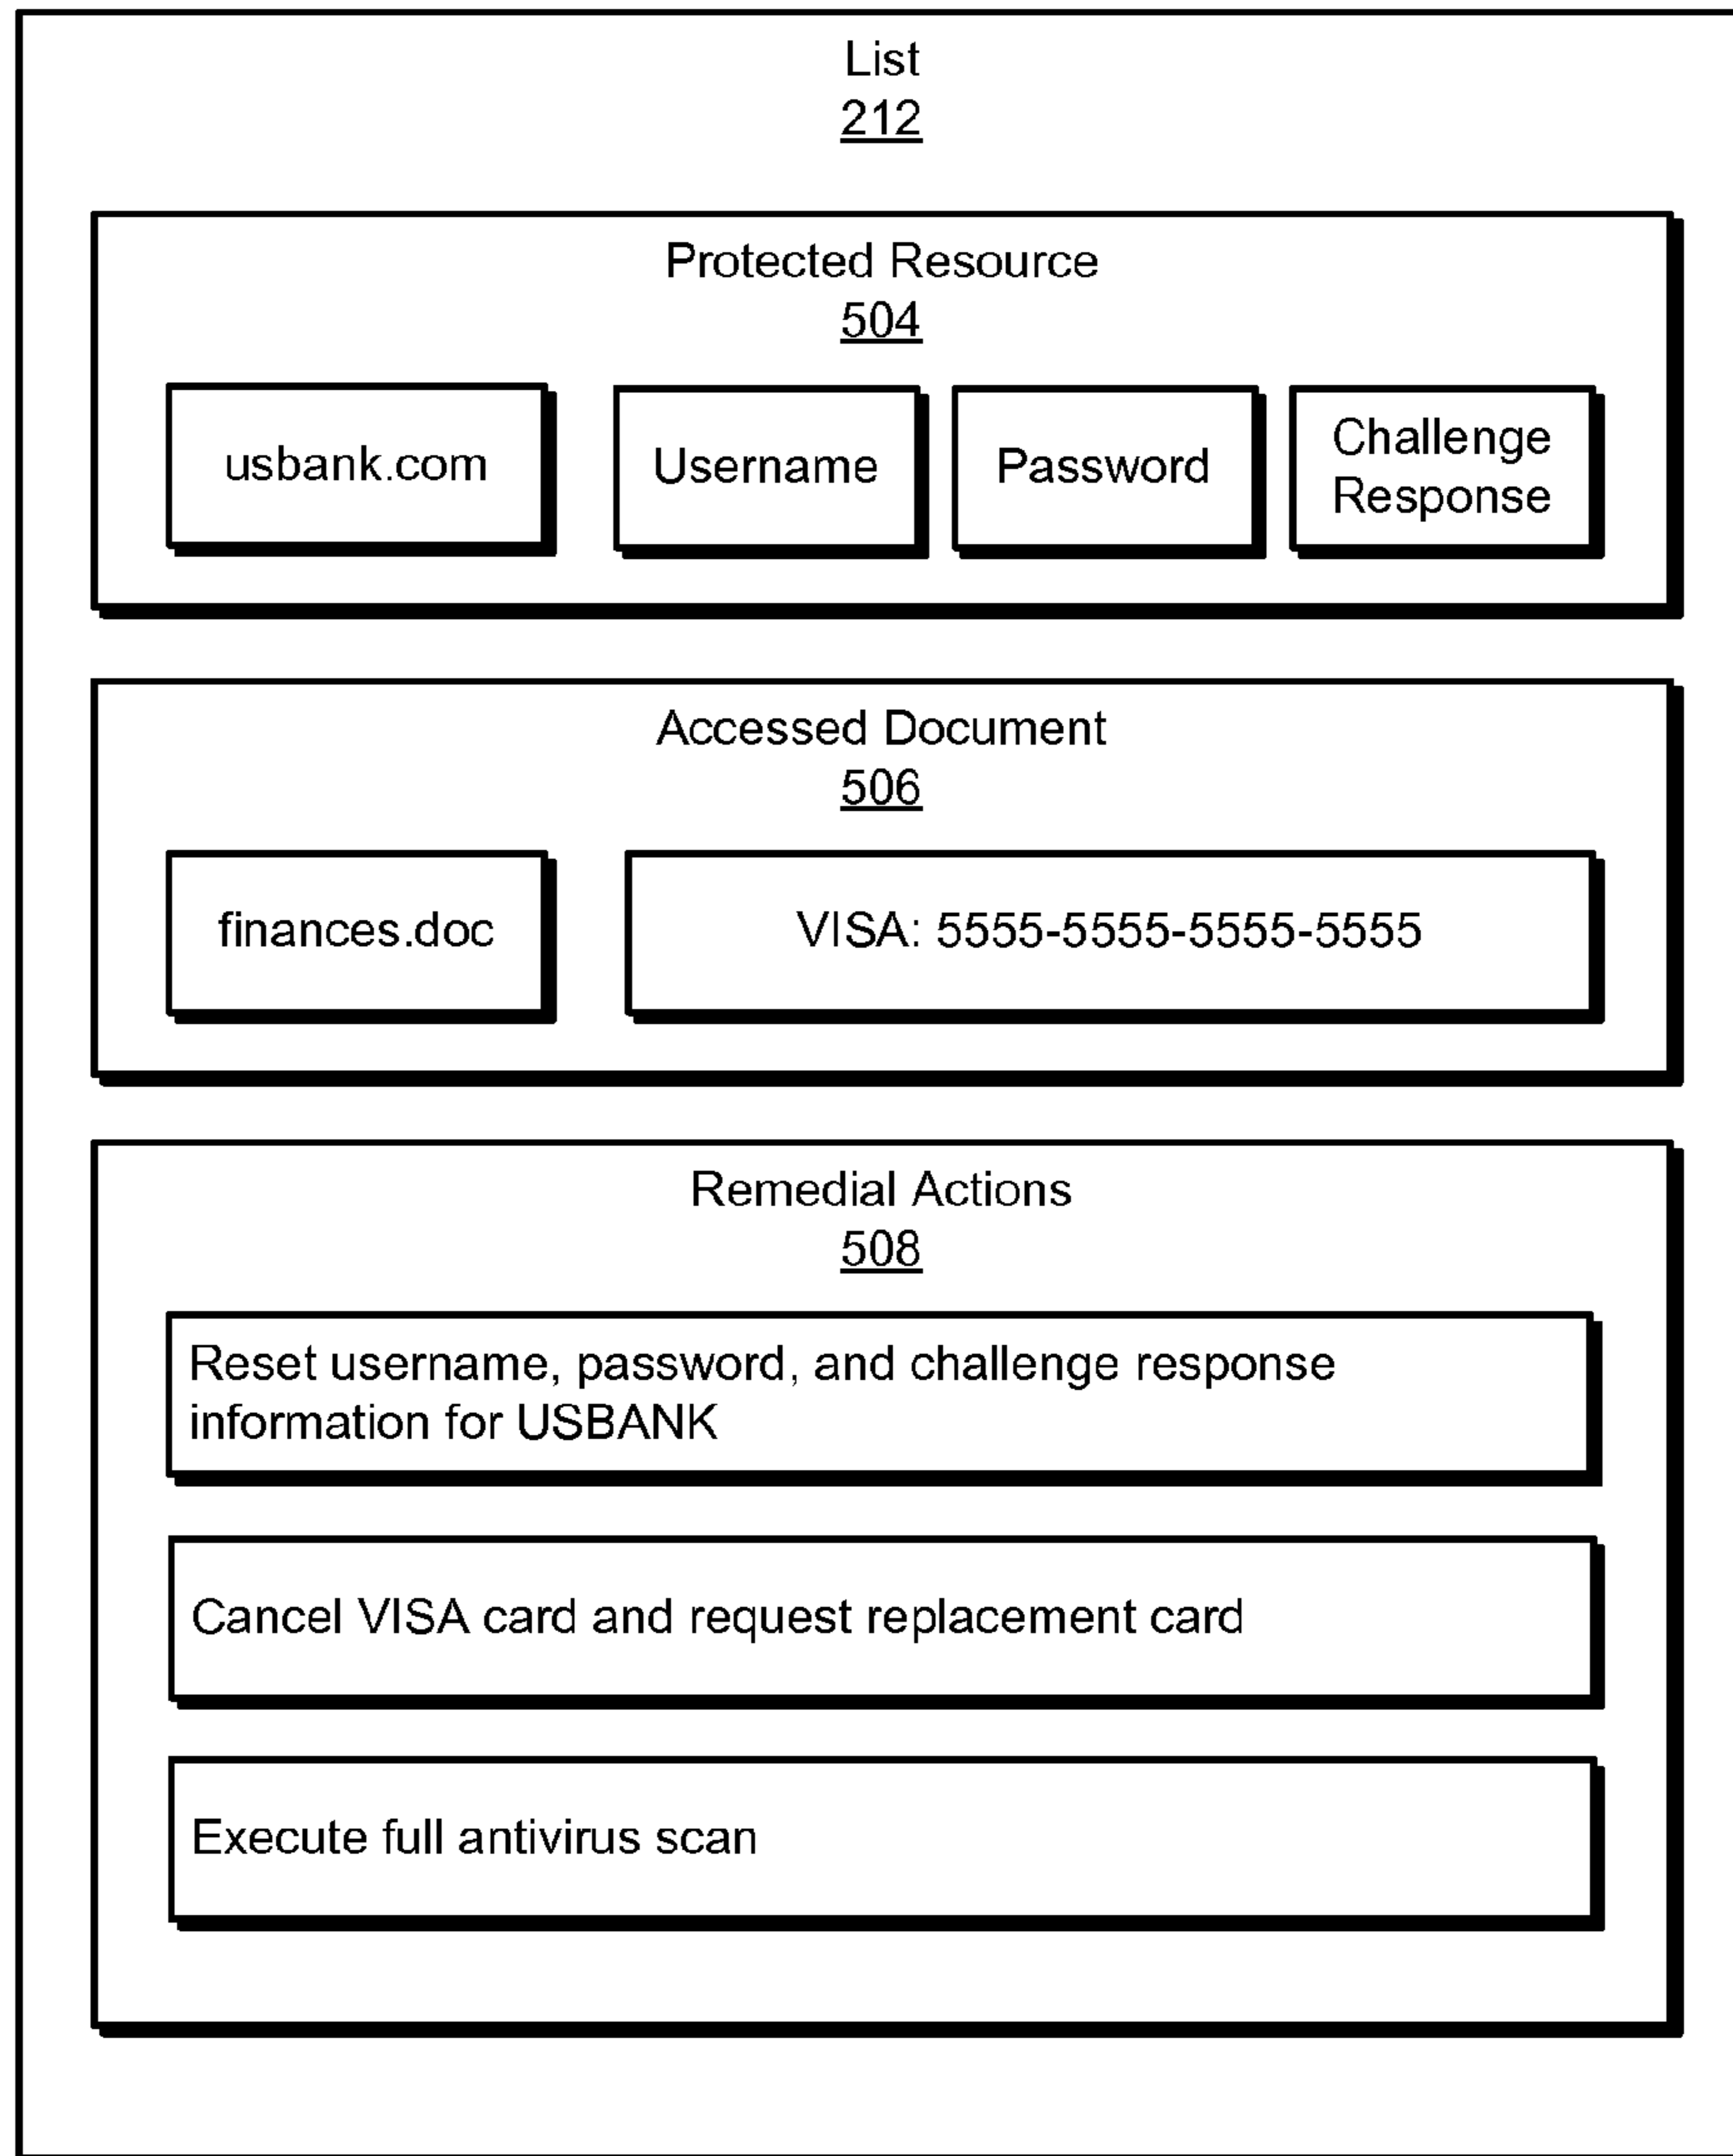 List
212
Protected Resource
504
usbank.com
Username
Password
Challenge
Response
Accessed Document
506
finances.doc
VISA: 5555-5555-5555-5555
Remedial Actions
508
Reset username, password, and challenge response
information for USBANK
Cancel VISA card and request replacement card
Execute full antivirus scan